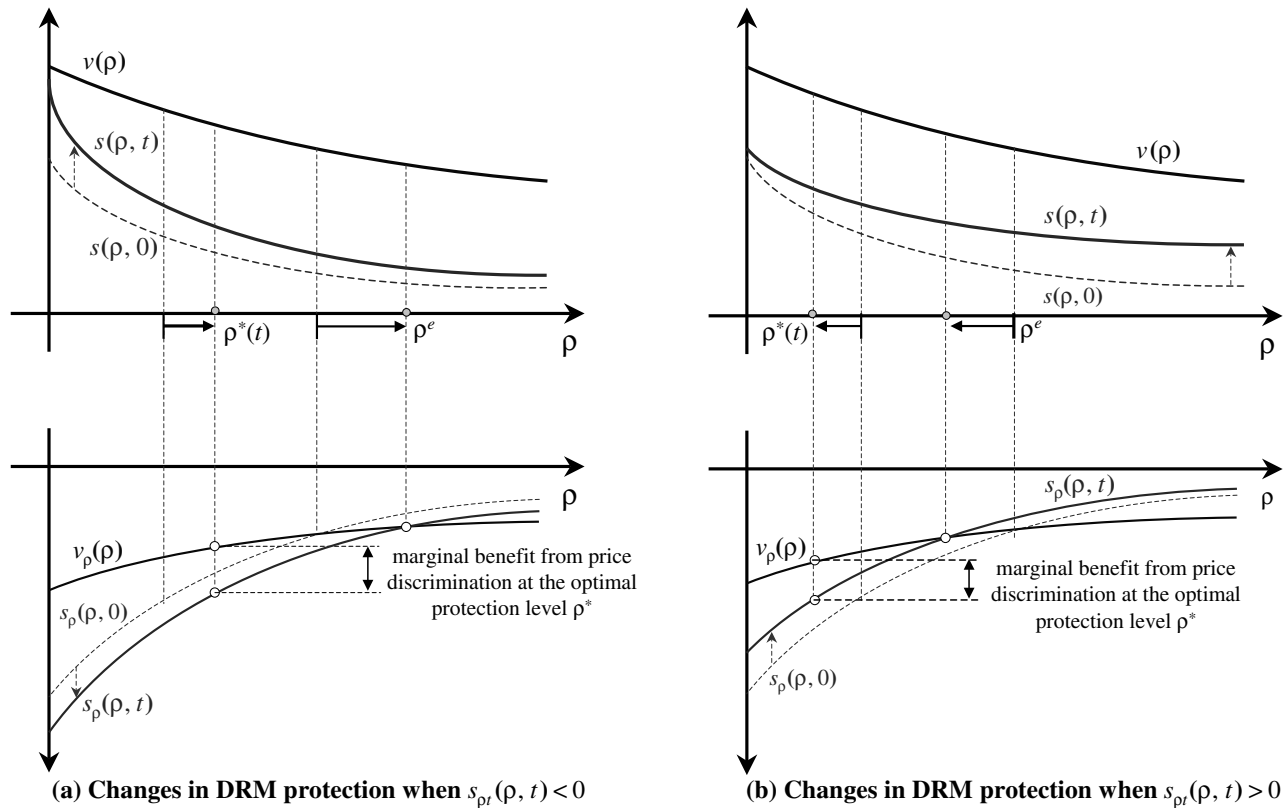 v(ρ)
s(ρ, t)
s(ρ, 0)
ρ*(t)
ρᵉ
ρ
v_ρ(ρ)
s_ρ(ρ, 0)
s_ρ(ρ, t)
ρ
marginal benefit from price
discrimination at the optimal
protection level ρ*
(a) Changes in DRM protection when s_ρt(ρ, t) < 0
v(ρ)
s(ρ, t)
s(ρ, 0)
ρ*(t)
ρᵉ
ρ
s_ρ(ρ, t)
ρ
v_ρ(ρ)
s_ρ(ρ, 0)
marginal benefit from price
discrimination at the optimal
protection level ρ*
(b) Changes in DRM protection when s_ρt(ρ, t) > 0